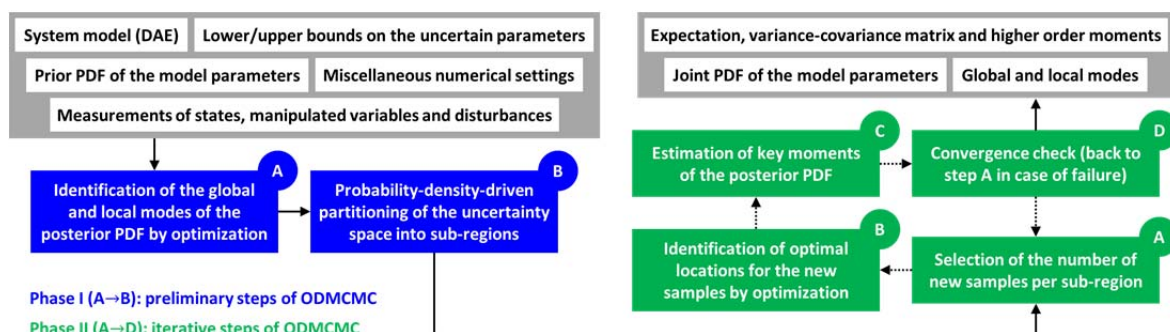 System model (DAE)
Lower/upper bounds on the uncertain parameters
Prior PDF of the model parameters
Miscellaneous numerical settings
Measurements of states, manipulated variables and disturbances
A
Identification of the global
and local modes of the
posterior PDF by optimization
B
Probability-density-driven
partitioning of the uncertainty
space into sub-regions
Phase I (A→B): preliminary steps of ODMCMC
Phase II (A→D): iterative steps of ODMCMC
Expectation, variance-covariance matrix and higher order moments
Joint PDF of the model parameters
Global and local modes
C
Estimation of key moments
of the posterior PDF
D
Convergence check (back to
step A in case of failure)
B
Identification of optimal
locations for the new
samples by optimization
A
Selection of the number of
new samples per sub-region